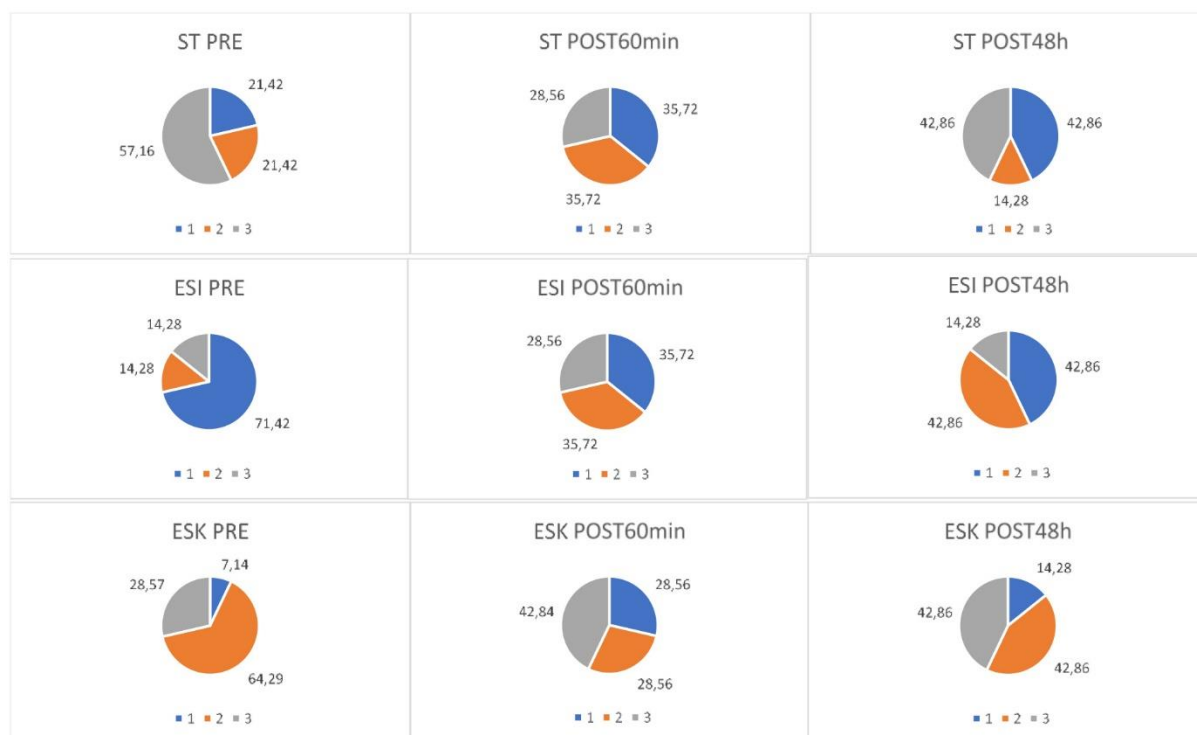 ST PRE
21,42
57,16
21,42
1 2 3
ST POST60min
28,56
35,72
35,72
1 2 3
ST POST48h
42,86
42,86
14,28
1 2 3
ESI PRE
14,28
14,28
71,42
1 2 3
ESI POST60min
28,56
35,72
35,72
1 2 3
ESI POST48h
14,28
42,86
42,86
1 2 3
ESK PRE
7,14
28,57
64,29
1 2 3
ESK POST60min
28,56
42,84
28,56
1 2 3
ESK POST48h
14,28
42,86
42,86
1 2 3